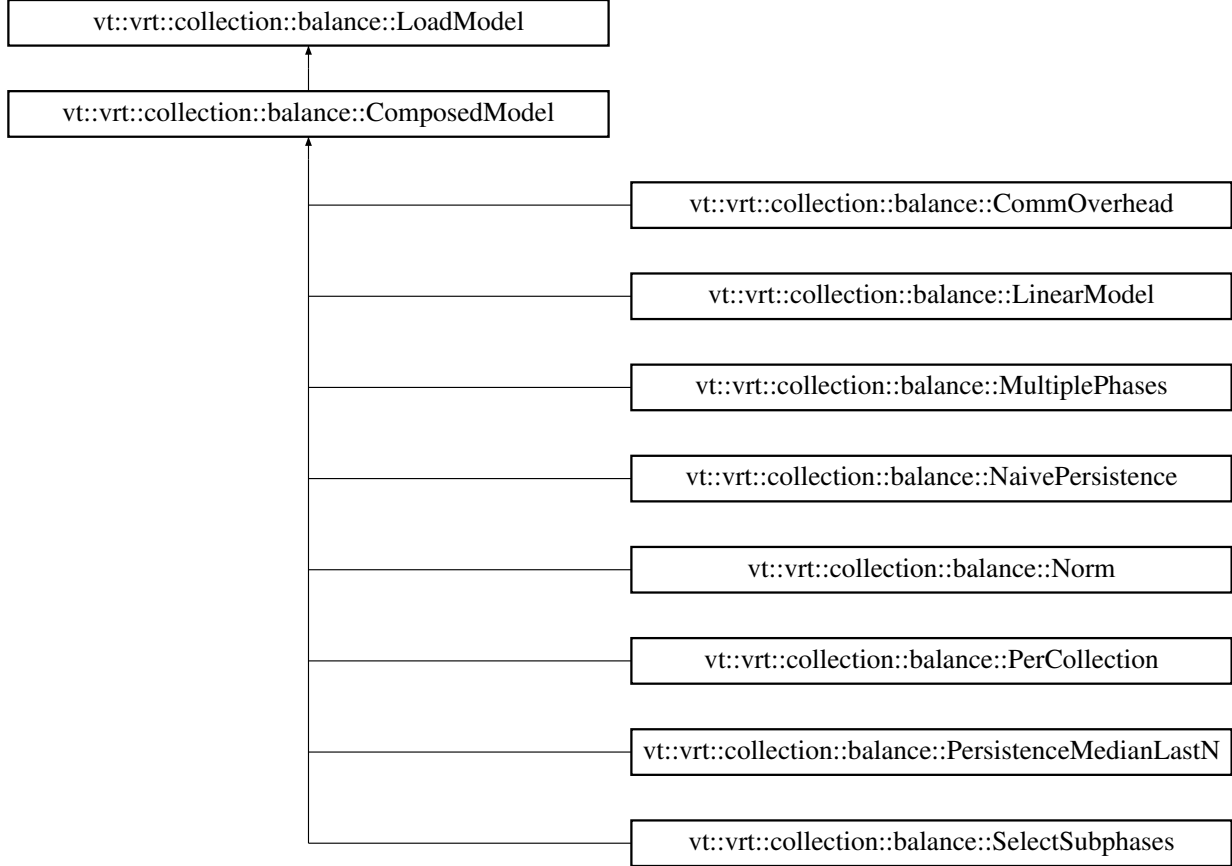 vt::vrt::collection::balance::LoadModel
vt::vrt::collection::balance::ComposedModel
vt::vrt::collection::balance::CommOverhead
vt::vrt::collection::balance::LinearModel
vt::vrt::collection::balance::MultiplePhases
vt::vrt::collection::balance::NaivePersistence
vt::vrt::collection::balance::Norm
vt::vrt::collection::balance::PerCollection
vt::vrt::collection::balance::PersistenceMedianLastN
vt::vrt::collection::balance::SelectSubphases